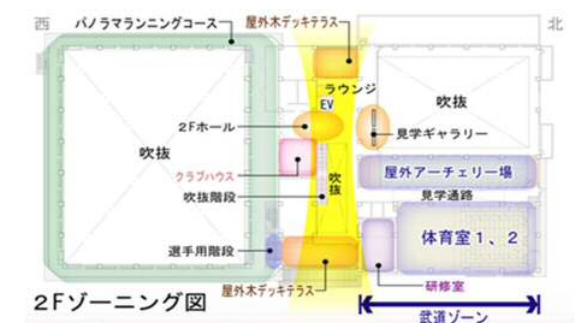 西
パノラマランニングコース
屋外木デッキテラス
北
ラウンジ
EV
吹抜
2Fホール
見学ギャラリー
吹抜
クラブハウス
吹抜
屋外アーチェリー場
吹抜階段
見学通路
体育室1、2
選手用階段
研修室
屋外木デッキテラス
2Fゾーニング図
武道ゾーン